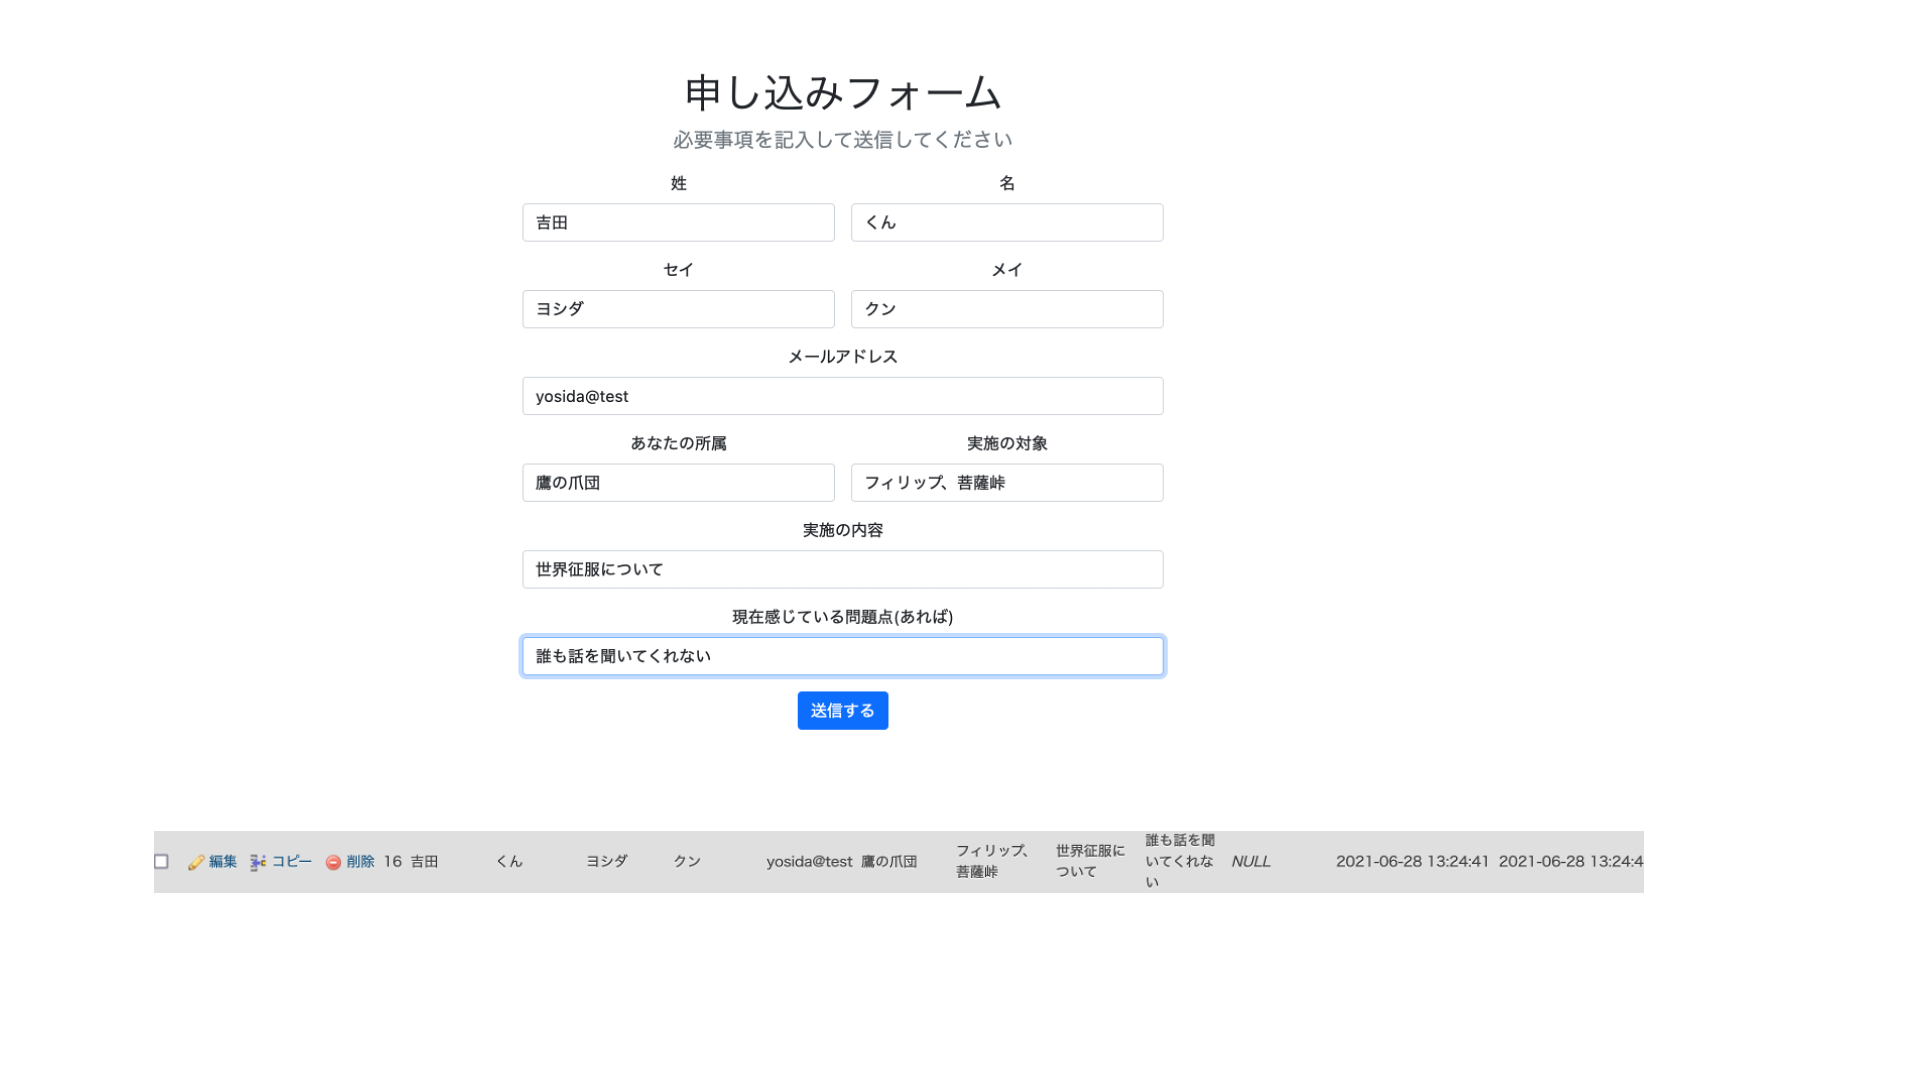 申し込みフォーム
必要事項を記入して送信してください
姓 名
吉田 くん
セイ メイ
ヨシダ クン
メールアドレス
yosida@test
あなたの所属 実施の対象
鷹の爪団 フィリップ、菩薩峠
実施の内容
世界征服について
現在感じている問題点(あれば)
誰も話を聞いてくれない
送信する
編集 コピー 削除 16 吉田 くん ヨシダ クン yosida@test 鷹の爪団 フィリップ、菩薩峠 世界征服について 誰も話を聞いてくれない NULL 2021-06-28 13:24:41 2021-06-28 13:24:4